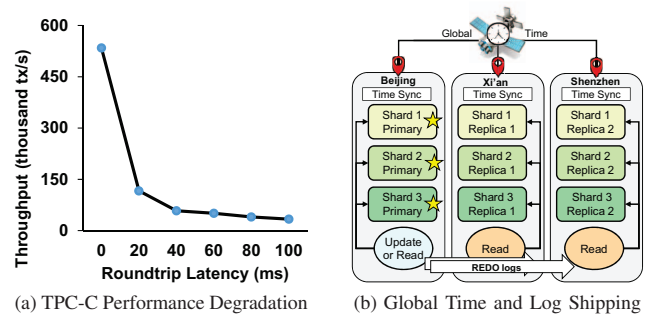 Throughput (thousand tx/s)
600
450
300
150
0
0 20 40 60 80 100
Roundtrip Latency (ms)
(a) TPC-C Performance Degradation
Global Time
Beijing Xi'an Shenzhen
Time Sync Time Sync Time Sync
Shard 1 Shard 1 Shard 1
Primary Replica 1 Replica 2
Shard 2 Shard 2 Shard 2
Primary Replica 1 Replica 2
Shard 3 Shard 3 Shard 3
Primary Replica 1 Replica 2
Update
or Read Read Read
REDO logs
(b) Global Time and Log Shipping